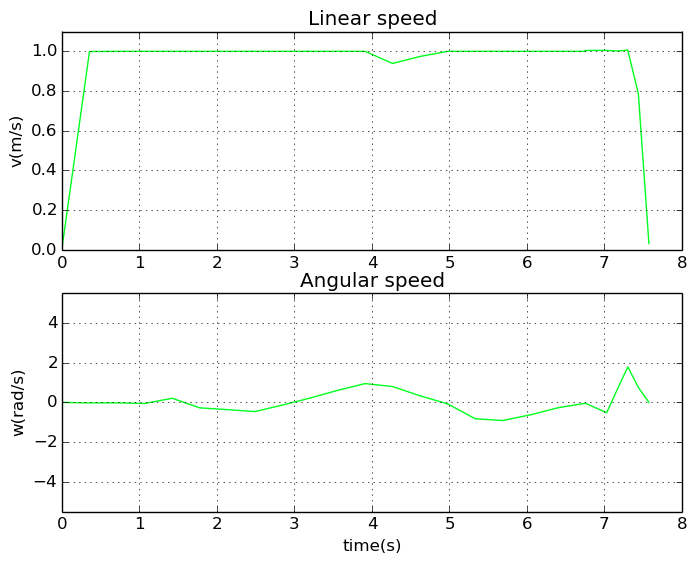 Linear speed
1.0
0.8
0.6
0.4
0.2
0.0
v(m/s)
0 1 2 3 4 5 6 7 8
Angular speed
4
2
0
−2
−4
w(rad/s)
0 1 2 3 4 5 6 7 8
time(s)